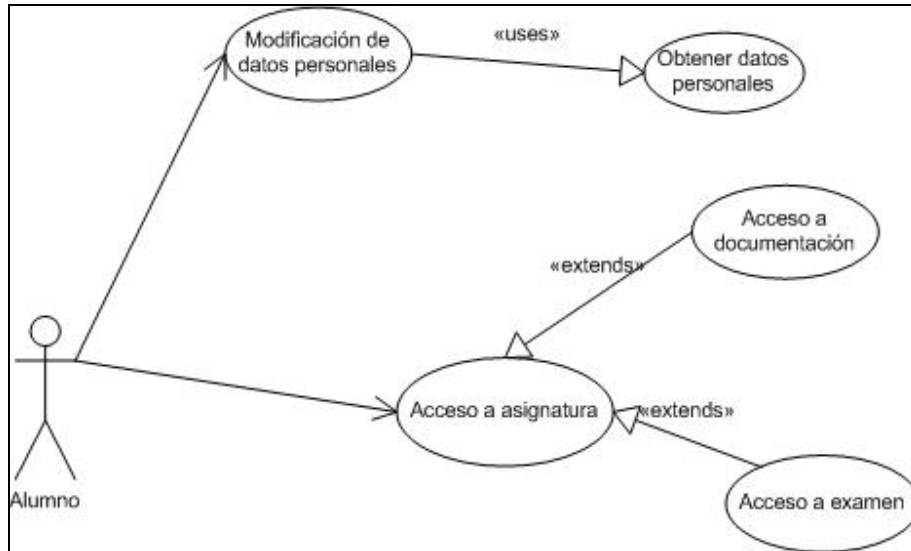 Modificación de
datos personales
«uses»
Obtener datos
personales
Acceso a
documentación
«extends»
Acceso a asignatura
«extends»
Acceso a examen
Alumno